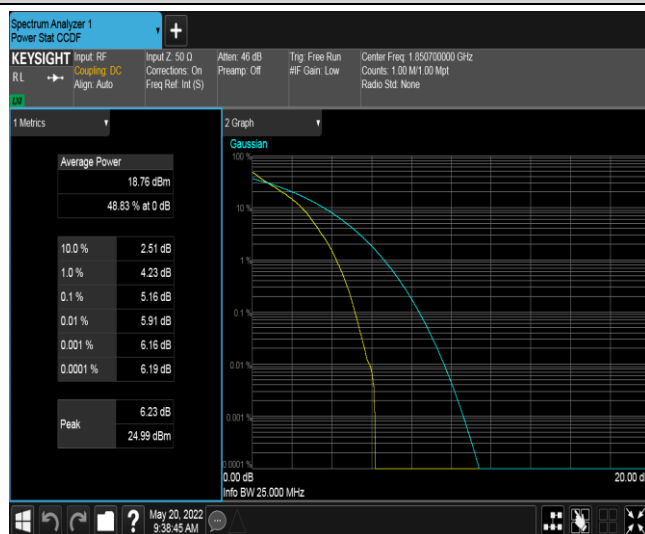 Spectrum Analyzer 1
Power Stat CCDF
+
KEYSIGHT
RL
LXI
Input: RF
Coupling: DC
Align: Auto
Input Z: 50 Ω
Corrections: On
Freq Ref: Int (S)
Atten: 46 dB
Preamp: Off
Trig: Free Run
#IF Gain: Low
Center Freq: 1.850700000 GHz
Counts: 1.00 M/1.00 Mpt
Radio Std: None
1 Metrics
Average Power
18.76 dBm
48.83 % at 0 dB
10.0 % 2.51 dB
1.0 % 4.23 dB
0.1 % 5.16 dB
0.01 % 5.91 dB
0.001 % 6.16 dB
0.0001 % 6.19 dB
Peak
6.23 dB
24.99 dBm
2 Graph
Gaussian
100 %
10 %
1 %
0.1 %
0.01 %
0.001 %
0.0001 %
0.00 dB
20.00 d
Info BW 25.000 MHz
?
May 20, 2022
9:38:45 AM